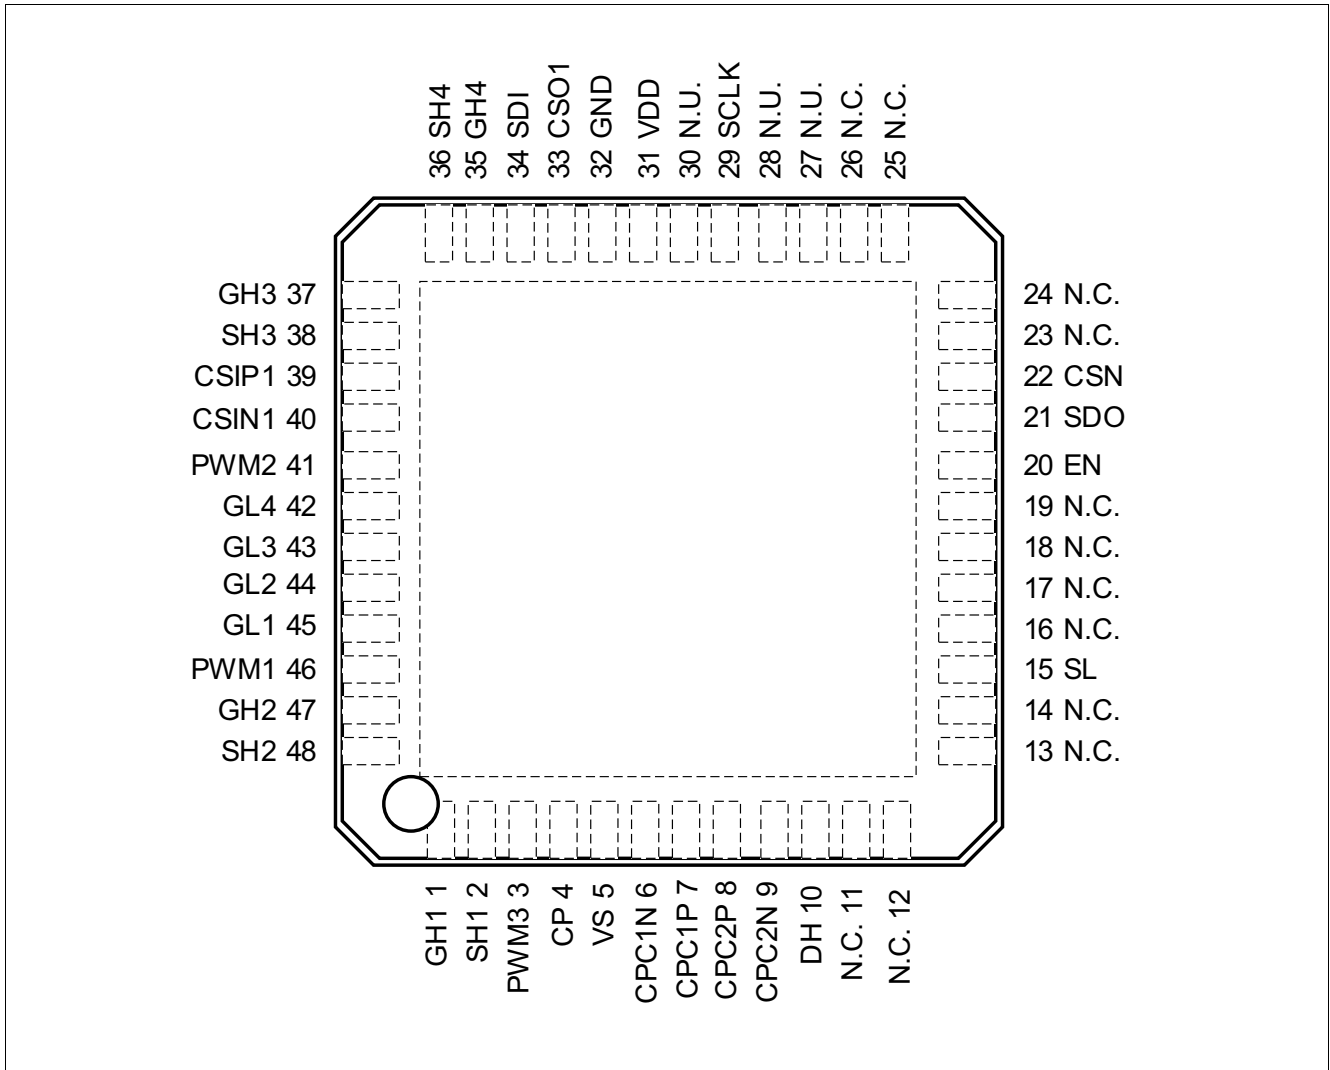 36 SH4
35 GH4
34 SDI
33 CSO1
32 GND
31 VDD
30 N.U.
29 SCLK
28 N.U.
27 N.U.
26 N.C.
25 N.C.
GH3 37
SH3 38
CSIP1 39
CSIN1 40
PWM2 41
GL4 42
GL3 43
GL2 44
GL1 45
PWM1 46
GH2 47
SH2 48
24 N.C.
23 N.C.
22 CSN
21 SDO
20 EN
19 N.C.
18 N.C.
17 N.C.
16 N.C.
15 SL
14 N.C.
13 N.C.
GH1 1
SH1 2
PWM3 3
CP 4
VS 5
CPC1N 6
CPC1P 7
CPC2P 8
CPC2N 9
DH 10
N.C. 11
N.C. 12